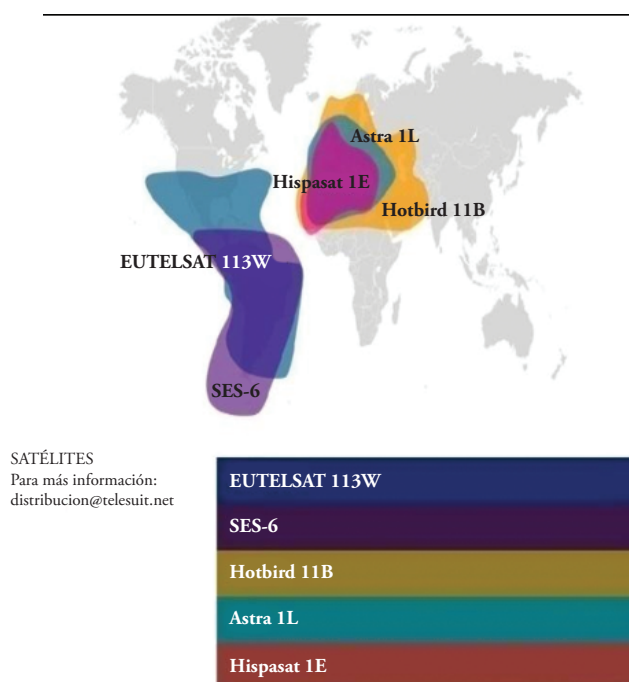 Astra 1L
Hispasat 1E
Hotbird 11B
EUTELSAT 113W
SES-6
SATÉLITES
Para más información:
distribucion@telesuit.net
EUTELSAT 113W
SES-6
Hotbird 11B
Astra 1L
Hispasat 1E